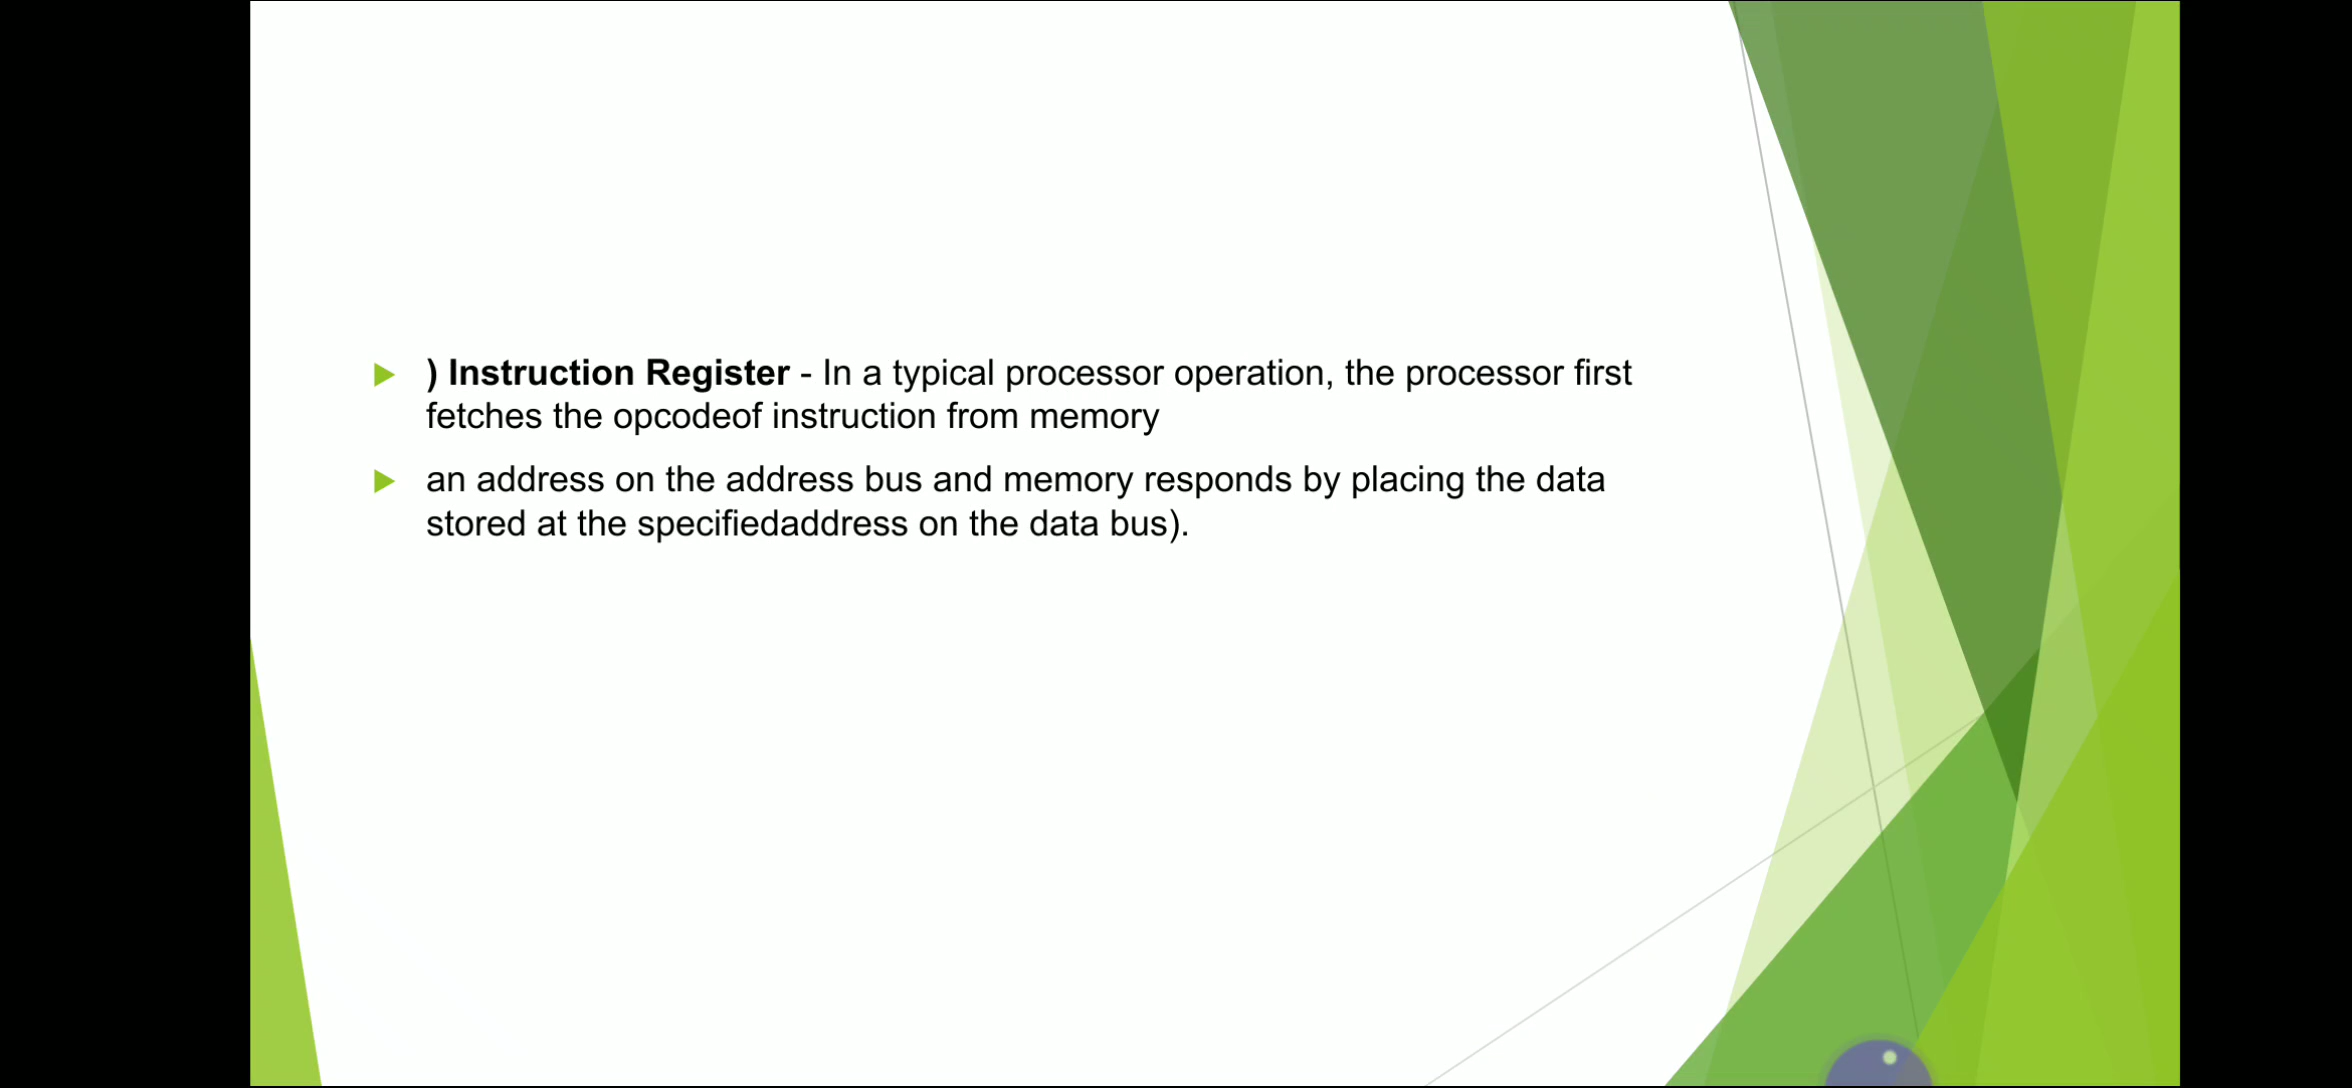 ) Instruction Register - In a typical processor operation, the processor first
fetches the opcodeof instruction from memory
an address on the address bus and memory responds by placing the data
stored at the specifiedaddress on the data bus).